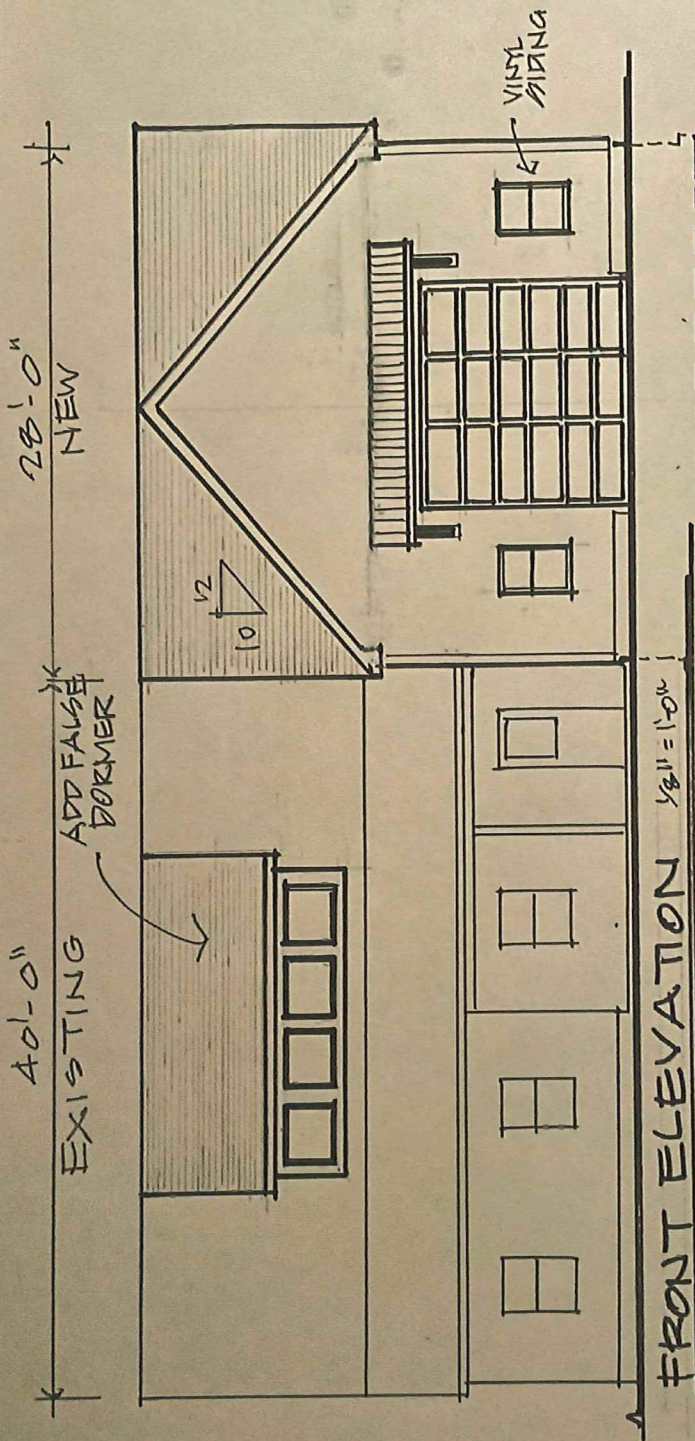 40'-0"
EXISTING
28'-0"
NEW
ADD FALSE
DORMER
12
10
VINYL
SIDING
FRONT ELEVATION 1/8" = 1'-0"